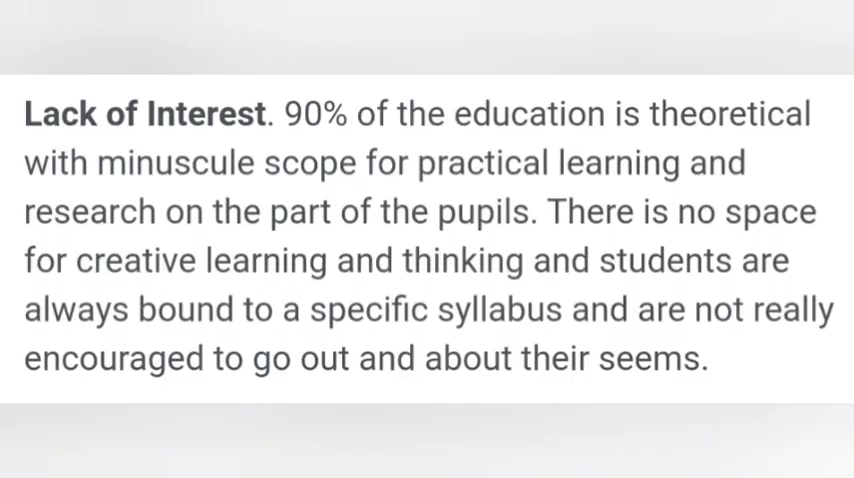 Lack of Interest. 90% of the education is theoretical
with minuscule scope for practical learning and
research on the part of the pupils. There is no space
for creative learning and thinking and students are
always bound to a specific syllabus and are not really
encouraged to go out and about their seems.